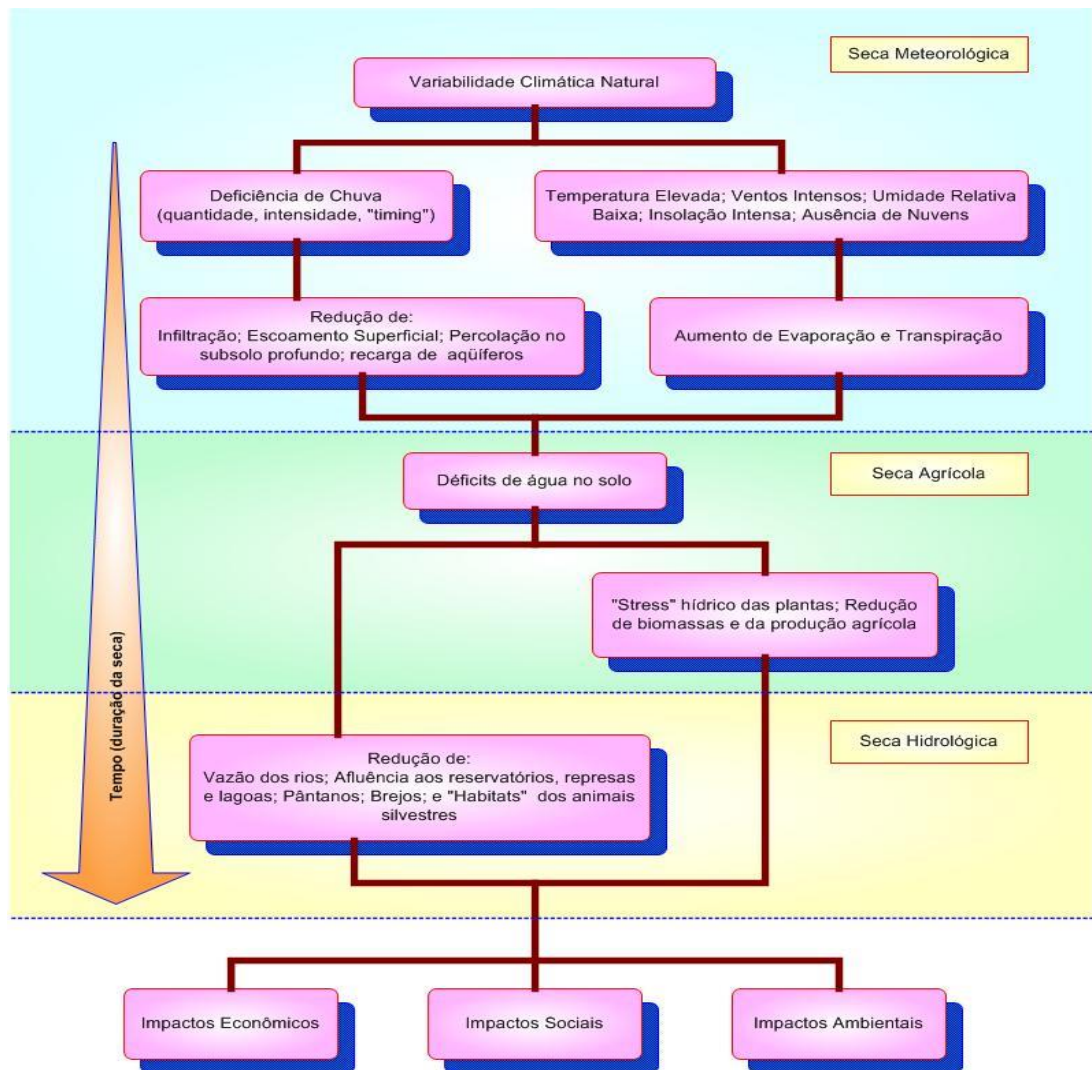 Seca Meteorológica
Variabilidade Climática Natural
Deficiência de Chuva
(quantidade, intensidade, "timing")
Temperatura Elevada; Ventos Intensos; Umidade Relativa
Baixa; Insolação Intensa; Ausência de Nuvens
Redução de:
Infiltração; Escoamento Superficial; Percolação no
subsolo profundo; recarga de aqüíferos
Aumento de Evaporação e Transpiração
Déficits de água no solo
Seca Agrícola
"Stress" hídrico das plantas; Redução
de biomassas e da produção agrícola
Tempo (duração da seca)
Seca Hidrológica
Redução de:
Vazão dos rios; Afluência aos reservatórios, represas
e lagoas; Pântanos; Brejos; e "Habitats" dos animais
silvestres
Impactos Econômicos
Impactos Sociais
Impactos Ambientais